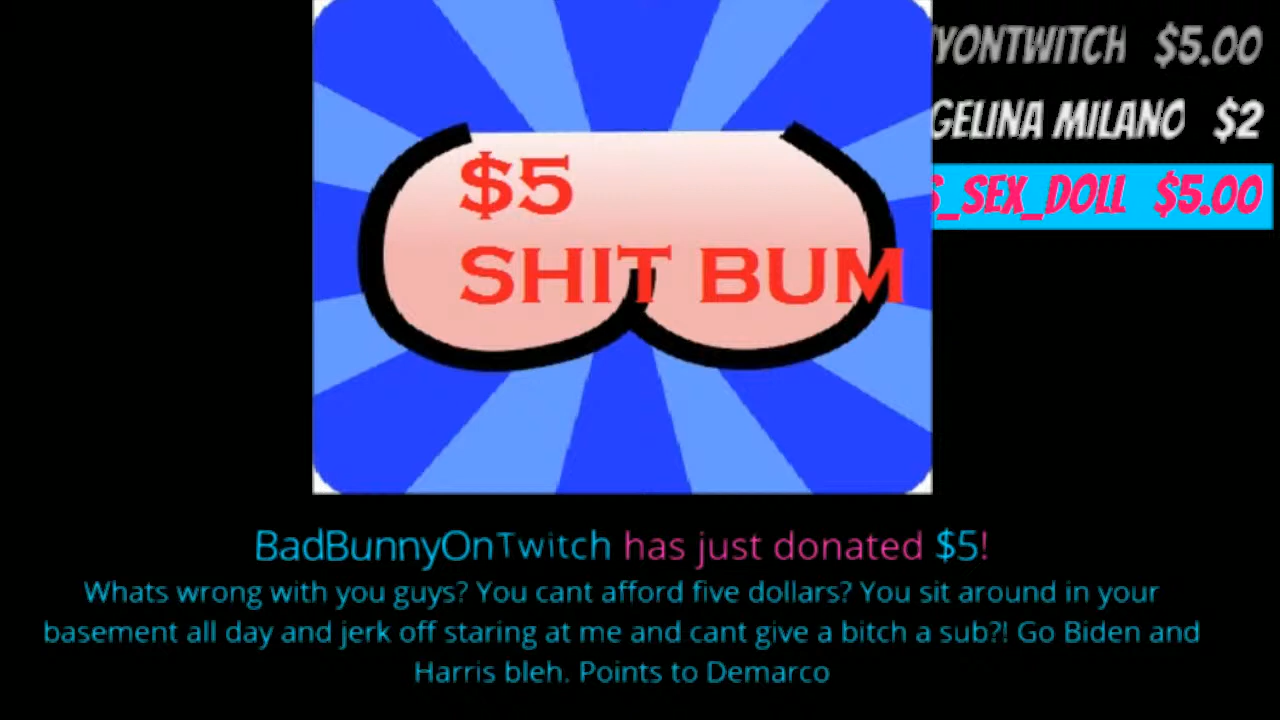 YONTWITCH $5.00
GELINA MILANO $2
S_SEX_DOLL $5.00
$5
SHIT BUM
BadBunnyOnTwitch has just donated $5!
Whats wrong with you guys? You cant afford five dollars? You sit around in your
basement all day and jerk off staring at me and cant give a bitch a sub?! Go Biden and
Harris bleh. Points to Demarco